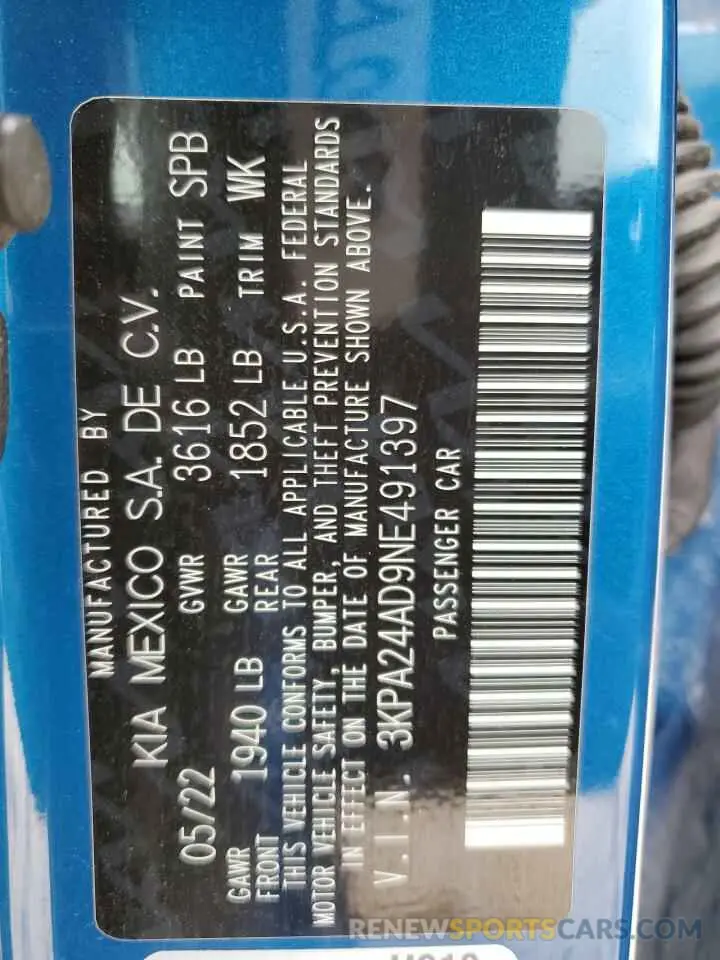 MANUFACTURED BY
KIA MEXICO S.A. DE C.V.
05/22 GVWR 3616 LB PAINT SPB
GAWR FRONT 1940 LB GAWR REAR 1852 LB TRIM WK
THIS VEHICLE CONFORMS TO ALL APPLICABLE U.S.A. FEDERAL
MOTOR VEHICLE SAFETY, BUMPER, AND THEFT PREVENTION STANDARDS
IN EFFECT ON THE DATE OF MANUFACTURE SHOWN ABOVE.
V.I.N. 3KPA24AD9NE491397
PASSENGER CAR
RENEWSPORTSCARS.COM